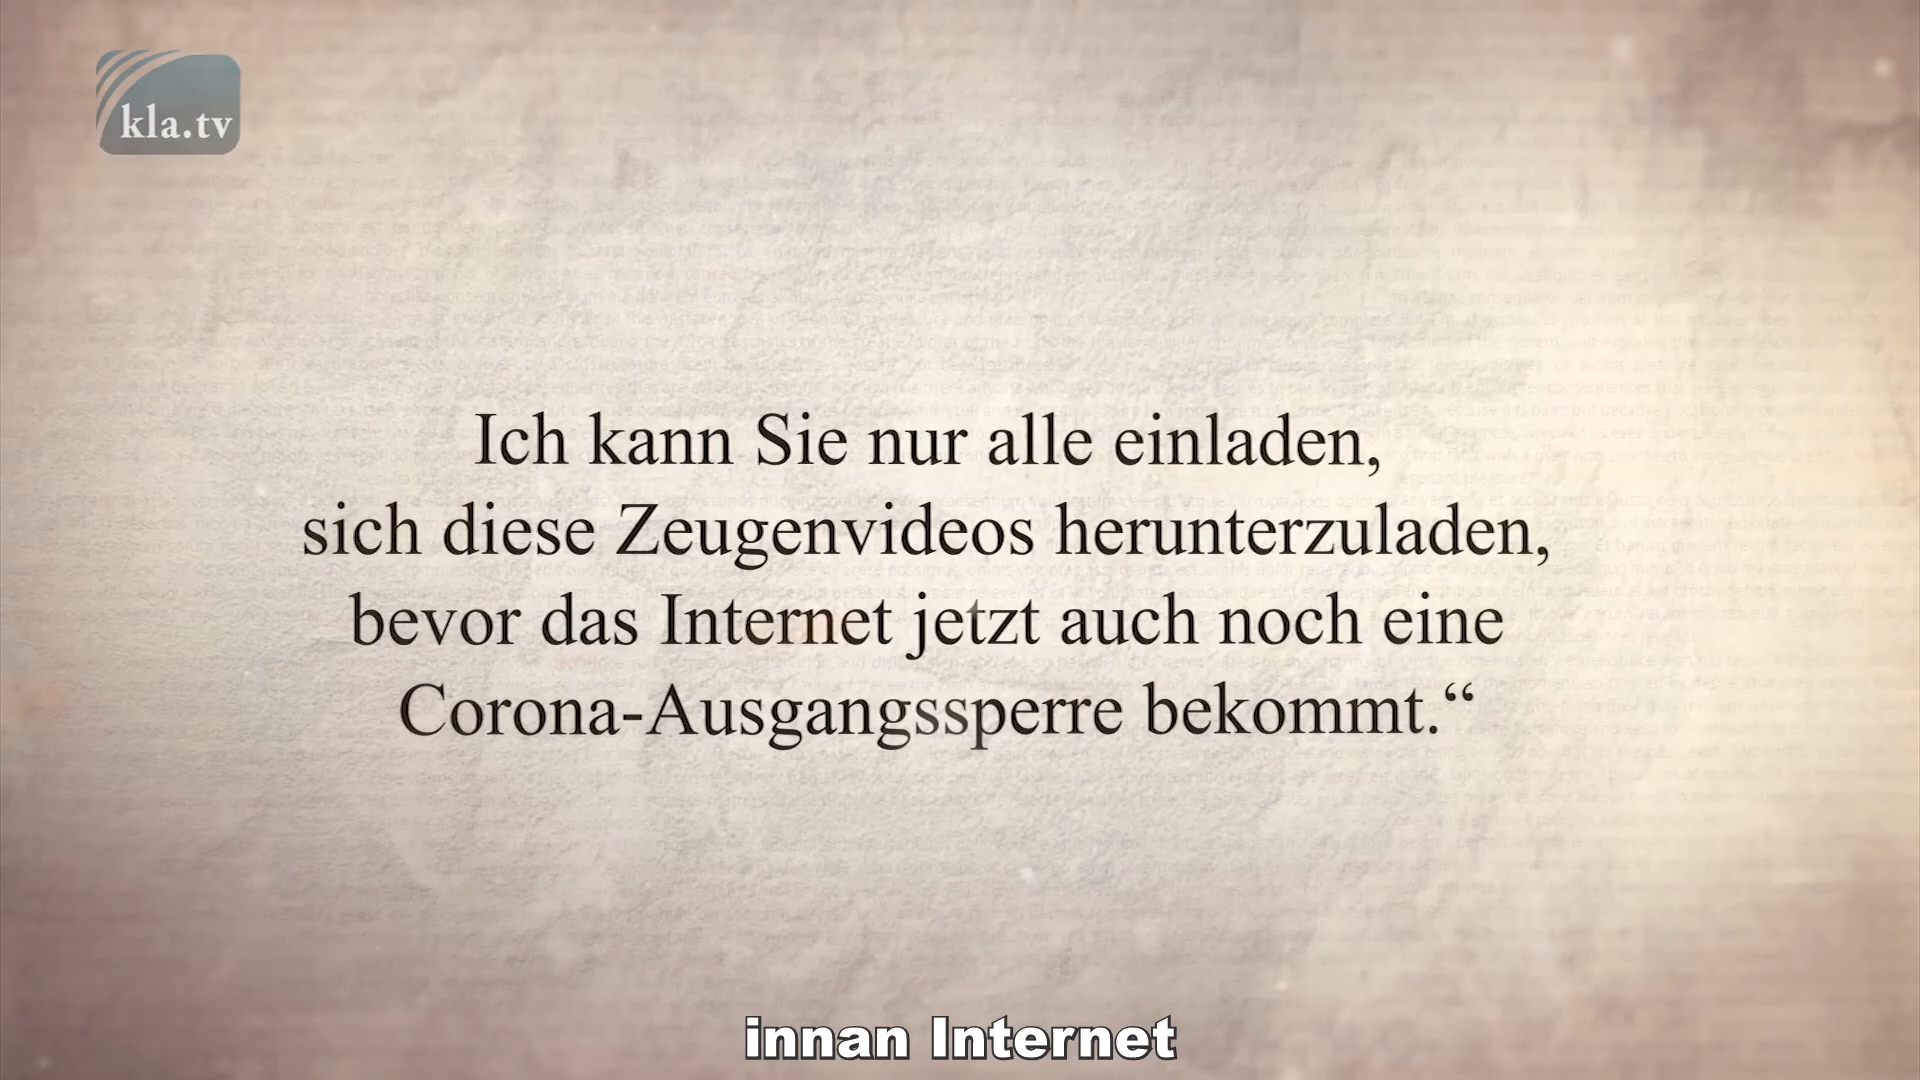 kla.tv
Ich kann Sie nur alle einladen,
sich diese Zeugenvideos herunterzuladen,
bevor das Internet jetzt auch noch eine
Corona-Ausgangssperre bekommt.“
innan Internet